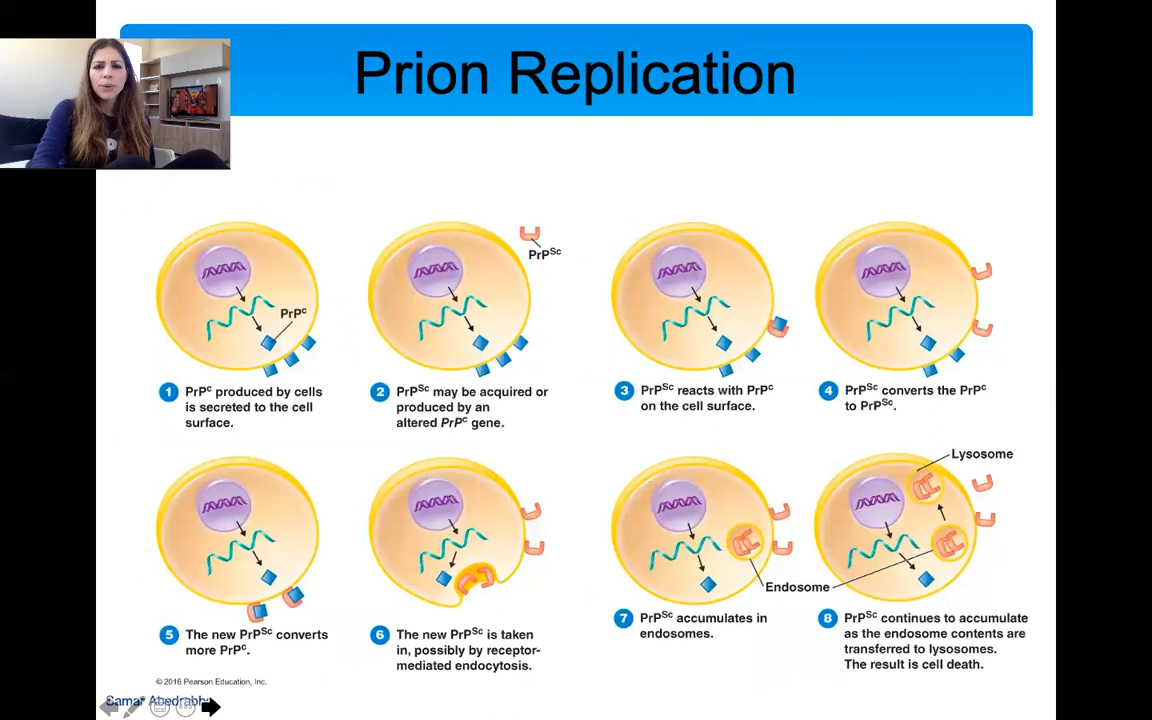 Prion Replication
PrPSc
PrPc
1 PrPc produced by cells
is secreted to the cell
surface.
2 PrPSc may be acquired or
produced by an
altered PrPc gene.
3 PrPSc reacts with PrPc
on the cell surface.
4 PrPSc converts the PrPc
to PrPSc.
Lysosome
Endosome
5 The new PrPSc converts
more PrPc.
6 The new PrPSc is taken
in, possibly by receptor-
mediated endocytosis.
7 PrPSc accumulates in
endosomes.
8 PrPSc continues to accumulate
as the endosome contents are
transferred to lysosomes.
The result is cell death.
© 2016 Pearson Education, Inc.
Samar